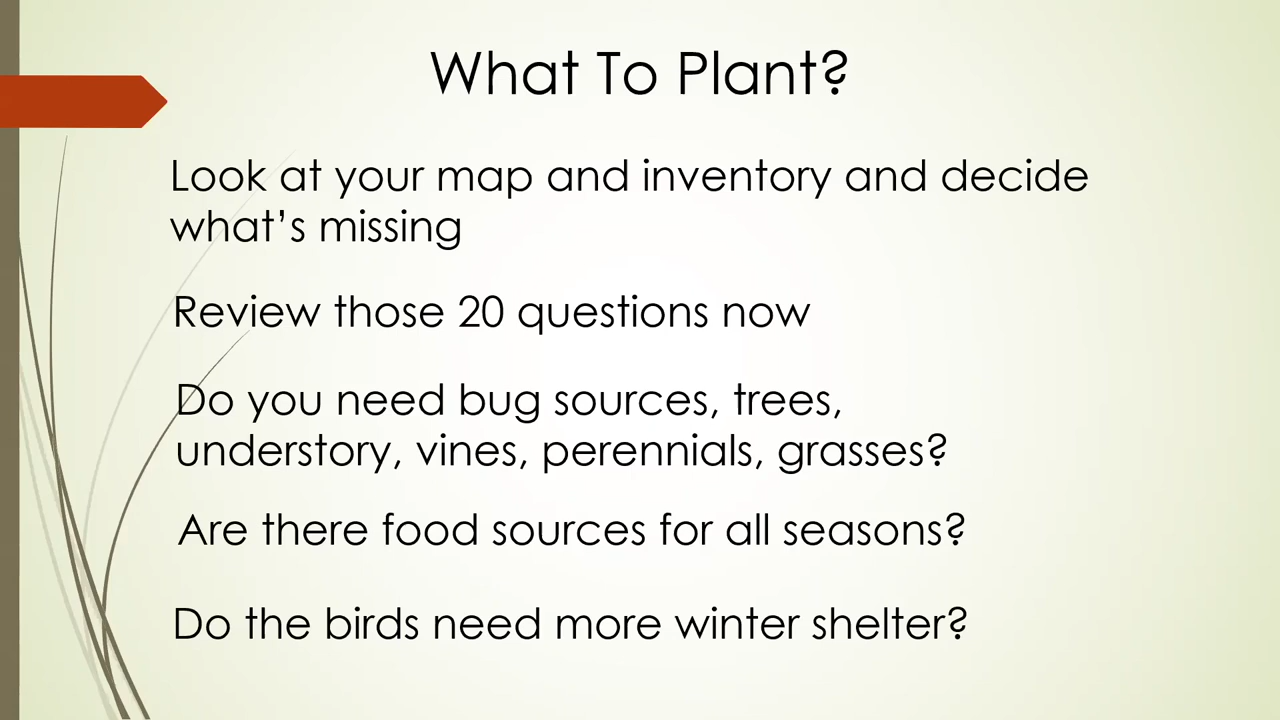 What To Plant?
Look at your map and inventory and decide
what’s missing
Review those 20 questions now
Do you need bug sources, trees,
understory, vines, perennials, grasses?
Are there food sources for all seasons?
Do the birds need more winter shelter?